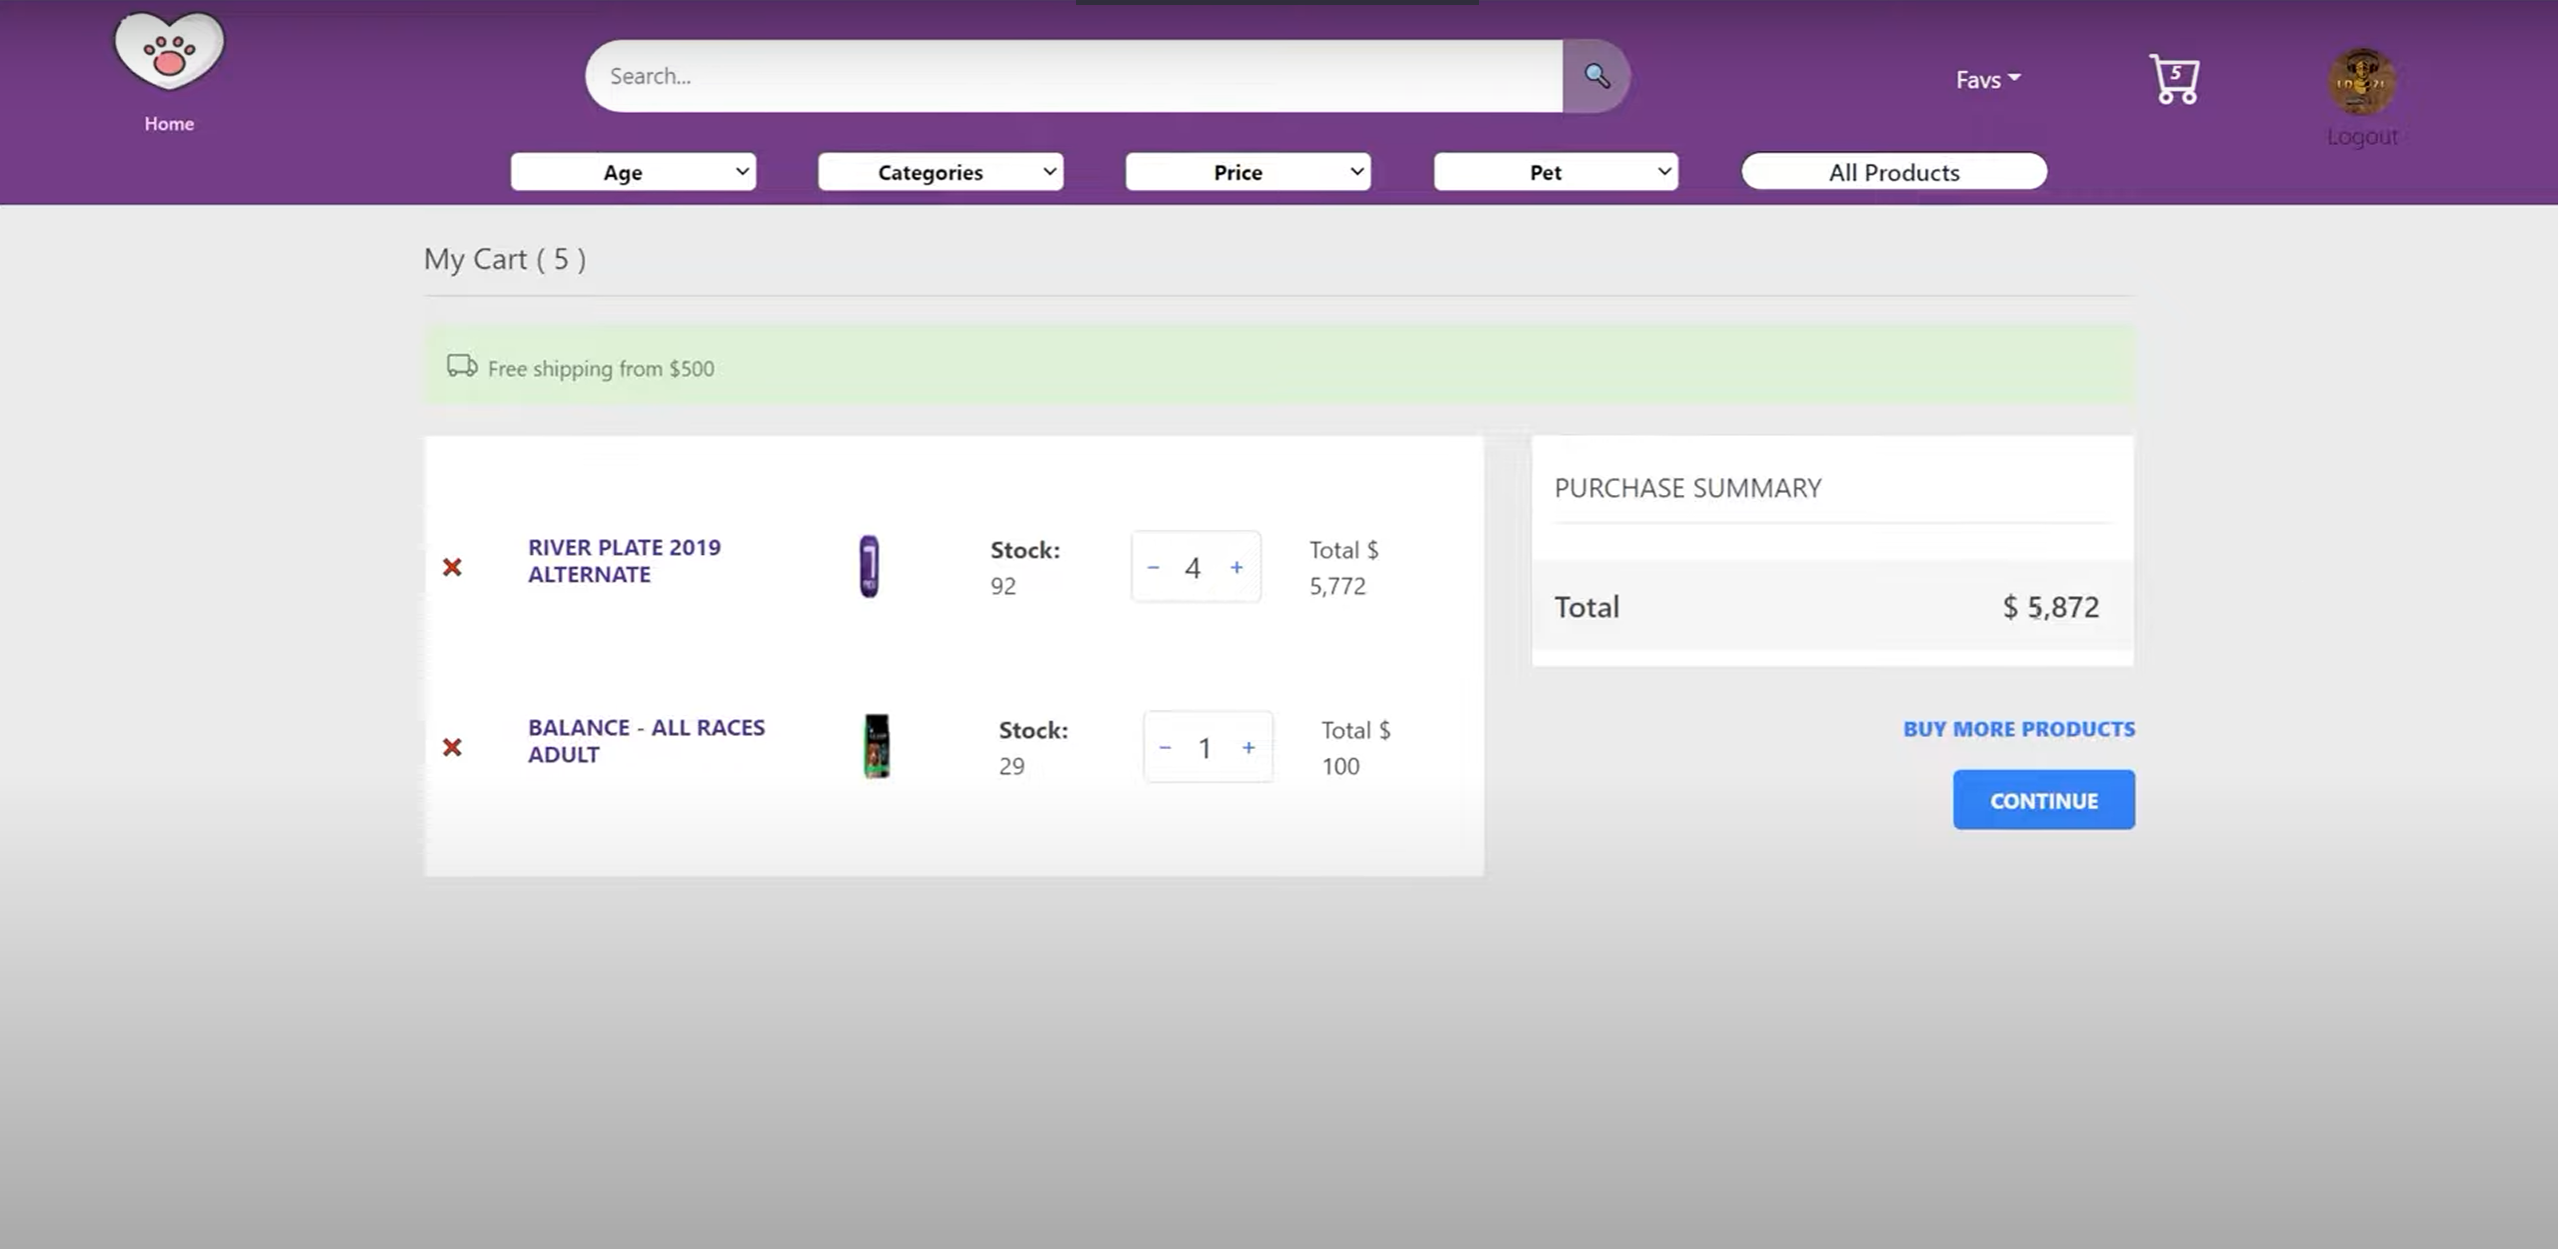 Search...
Favs
5
Home
Logout
Age
Categories
Price
Pet
All Products
My Cart ( 5 )
Free shipping from $500
RIVER PLATE 2019
ALTERNATE
Stock:
92
− 4 +
Total $
5,772
BALANCE - ALL RACES
ADULT
Stock:
29
− 1 +
Total $
100
PURCHASE SUMMARY
Total
$ 5,872
BUY MORE PRODUCTS
CONTINUE